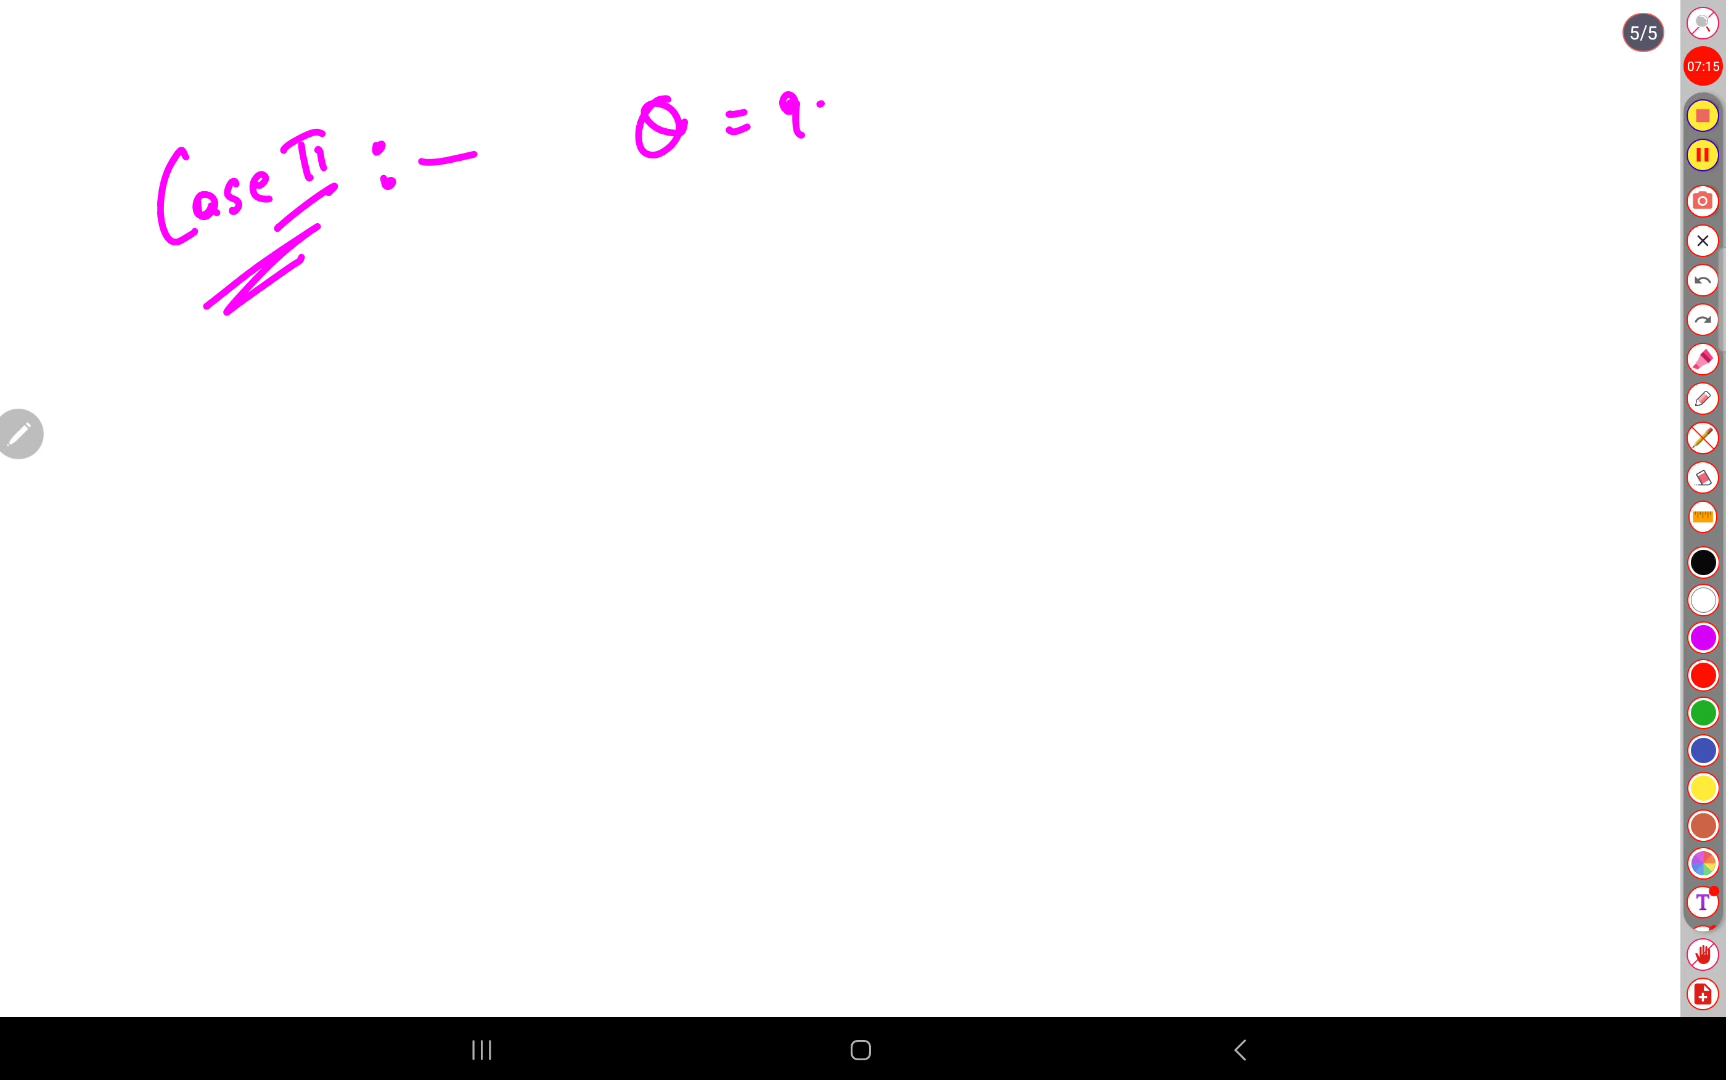 5/5
07:15
Case II :— θ = 9.
T